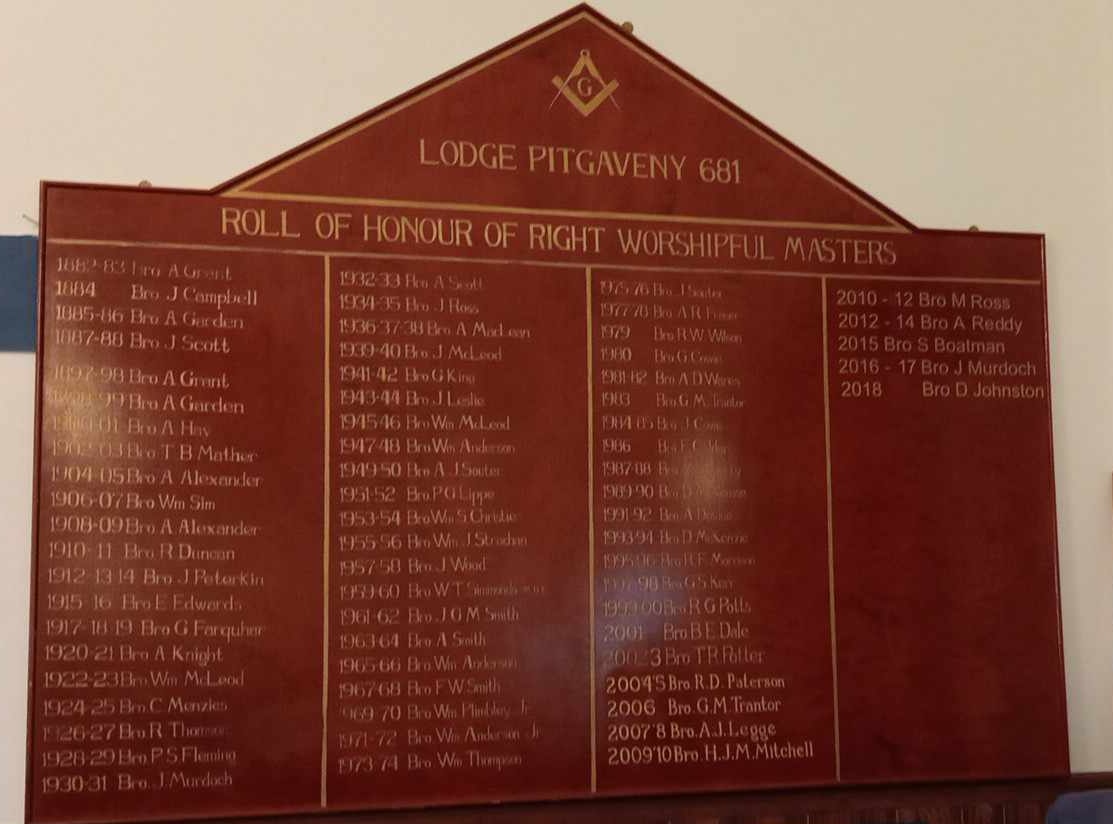 G
LODGE PITGAVENY 681
ROLL OF HONOUR OF RIGHT WORSHIPFUL MASTERS
1882-83 Bro A Grant
1884 Bro J Campbell
1885-86 Bro A Garden
1887-88 Bro J Scott
1897-98 Bro A Grant
Bro A Garden
Bro A Hay
1902-03 Bro T B Mather
1904-05 Bro A Alexander
1906-07 Bro Wm Sim
1908-09 Bro A Alexander
1910-11 Bro R Duncan
1912-13 14 Bro J Peterkin
1915-16 Bro E Edwards
1917-18 19 Bro G Farquhar
1920-21 Bro A Knight
1922-23 Bro Wm McLeod
1924-25 Bro C Menzies
1926-27 Bro R Thomson
1928-29 Bro P S Fleming
1930-31 Bro J Murdoch
1932-33 Bro A Scott
1934-35 Bro J Ross
1936-37-38 Bro A MacLean
1939-40 Bro J McLeod
1941-42 Bro G King
1943-44 Bro J Leslie
1945-46 Bro Wm McLeod
1947-48 Bro Wm Anderson
1949-50 Bro A J Souter
1951-52 Bro P G Lippe
1953-54 Bro Wm S Christie
1955-56 Bro Wm J Strachan
1957-58 Bro J Wood
1959-60 Bro W T Simmonds
1961-62 Bro J G M Smith
1963-64 Bro A Smith
1965-66 Bro Wm Anderson
1967-68 Bro F W Smith
1969-70 Bro Wm Plimbley Jr
1971-72 Bro Wm Anderson Jr
1973-74 Bro Wm Thompson
1975-76 Bro J Souter
1977-78 Bro A R Fraser
1979 Bro R W Wilson
1980 Bro G Cowie
1981-82 Bro A D Warns
1983 Bro G M Trantor
1984-85 Bro J Cowie
1986 Bro
1987-88 Bro
1989-90 Bro D
1991-92 Bro A
1993-94 Bro D McKenzie
1995-96 Bro R F Morrison
1997-98 Bro G S Kerr
1999-00 Bro R G Potts
2001 Bro B E Dale
2002-3 Bro T R Potter
2004'5 Bro. R.D. Paterson
2006 Bro. G.M. Trantor
2007'8 Bro. A.J. Legge
2009'10 Bro. H.J.M. Mitchell
2010 - 12 Bro M Ross
2012 - 14 Bro A Reddy
2015 Bro S Boatman
2016 - 17 Bro J Murdoch
2018 Bro D Johnston